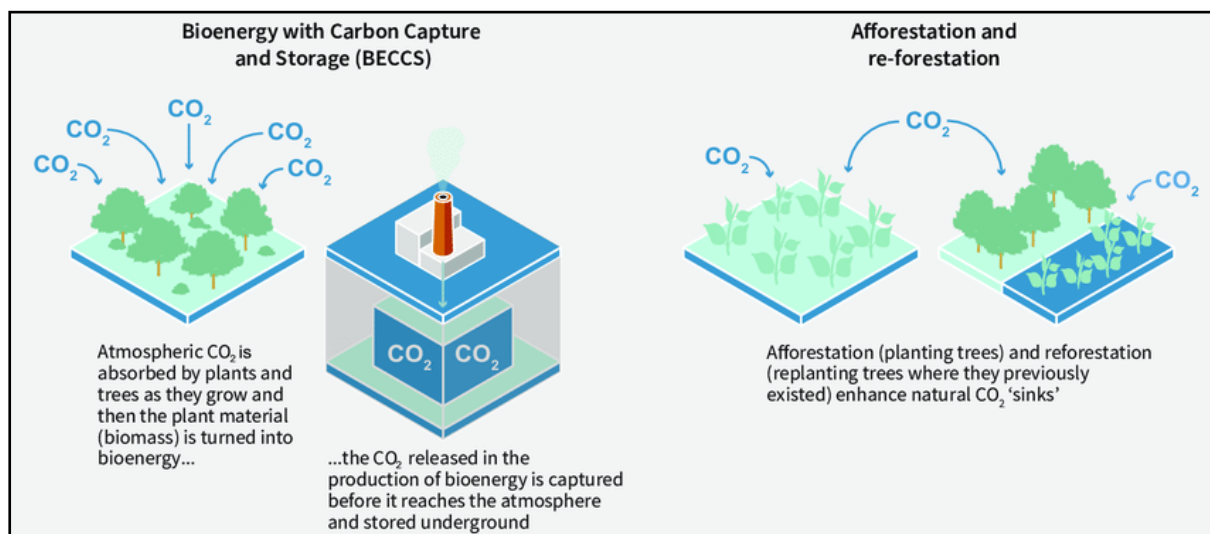 Bioenergy with Carbon Capture
and Storage (BECCS)
CO₂
CO₂
CO₂
CO₂
CO₂
Atmospheric CO₂ is
absorbed by plants and
trees as they grow and
then the plant material
(biomass) is turned into
bioenergy...
CO₂ CO₂
...the CO₂ released in the
production of bioenergy is captured
before it reaches the atmosphere
and stored underground
Afforestation and
re-forestation
CO₂
CO₂
CO₂
Afforestation (planting trees) and reforestation
(replanting trees where they previously
existed) enhance natural CO₂ ‘sinks’